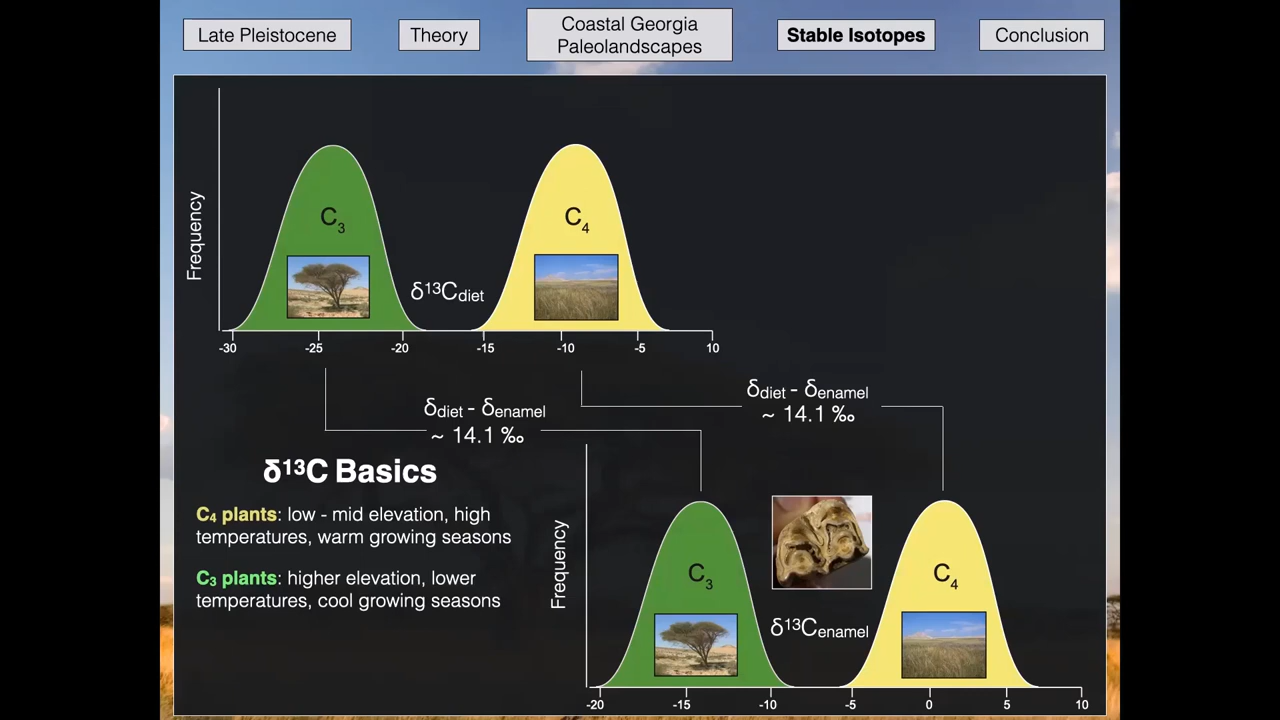 Late Pleistocene
Theory
Coastal Georgia
Paleolandscapes
Stable Isotopes
Conclusion
Frequency
C₃
C₄
δ¹³Cdiet
-30 -25 -20 -15 -10 -5 10
δdiet - δenamel
~ 14.1 ‰
δdiet - δenamel
~ 14.1 ‰
δ¹³C Basics
C₄ plants: low - mid elevation, high
temperatures, warm growing seasons
C₃ plants: higher elevation, lower
temperatures, cool growing seasons
Frequency
C₃
C₄
δ¹³Cenamel
-20 -15 -10 -5 0 5 10